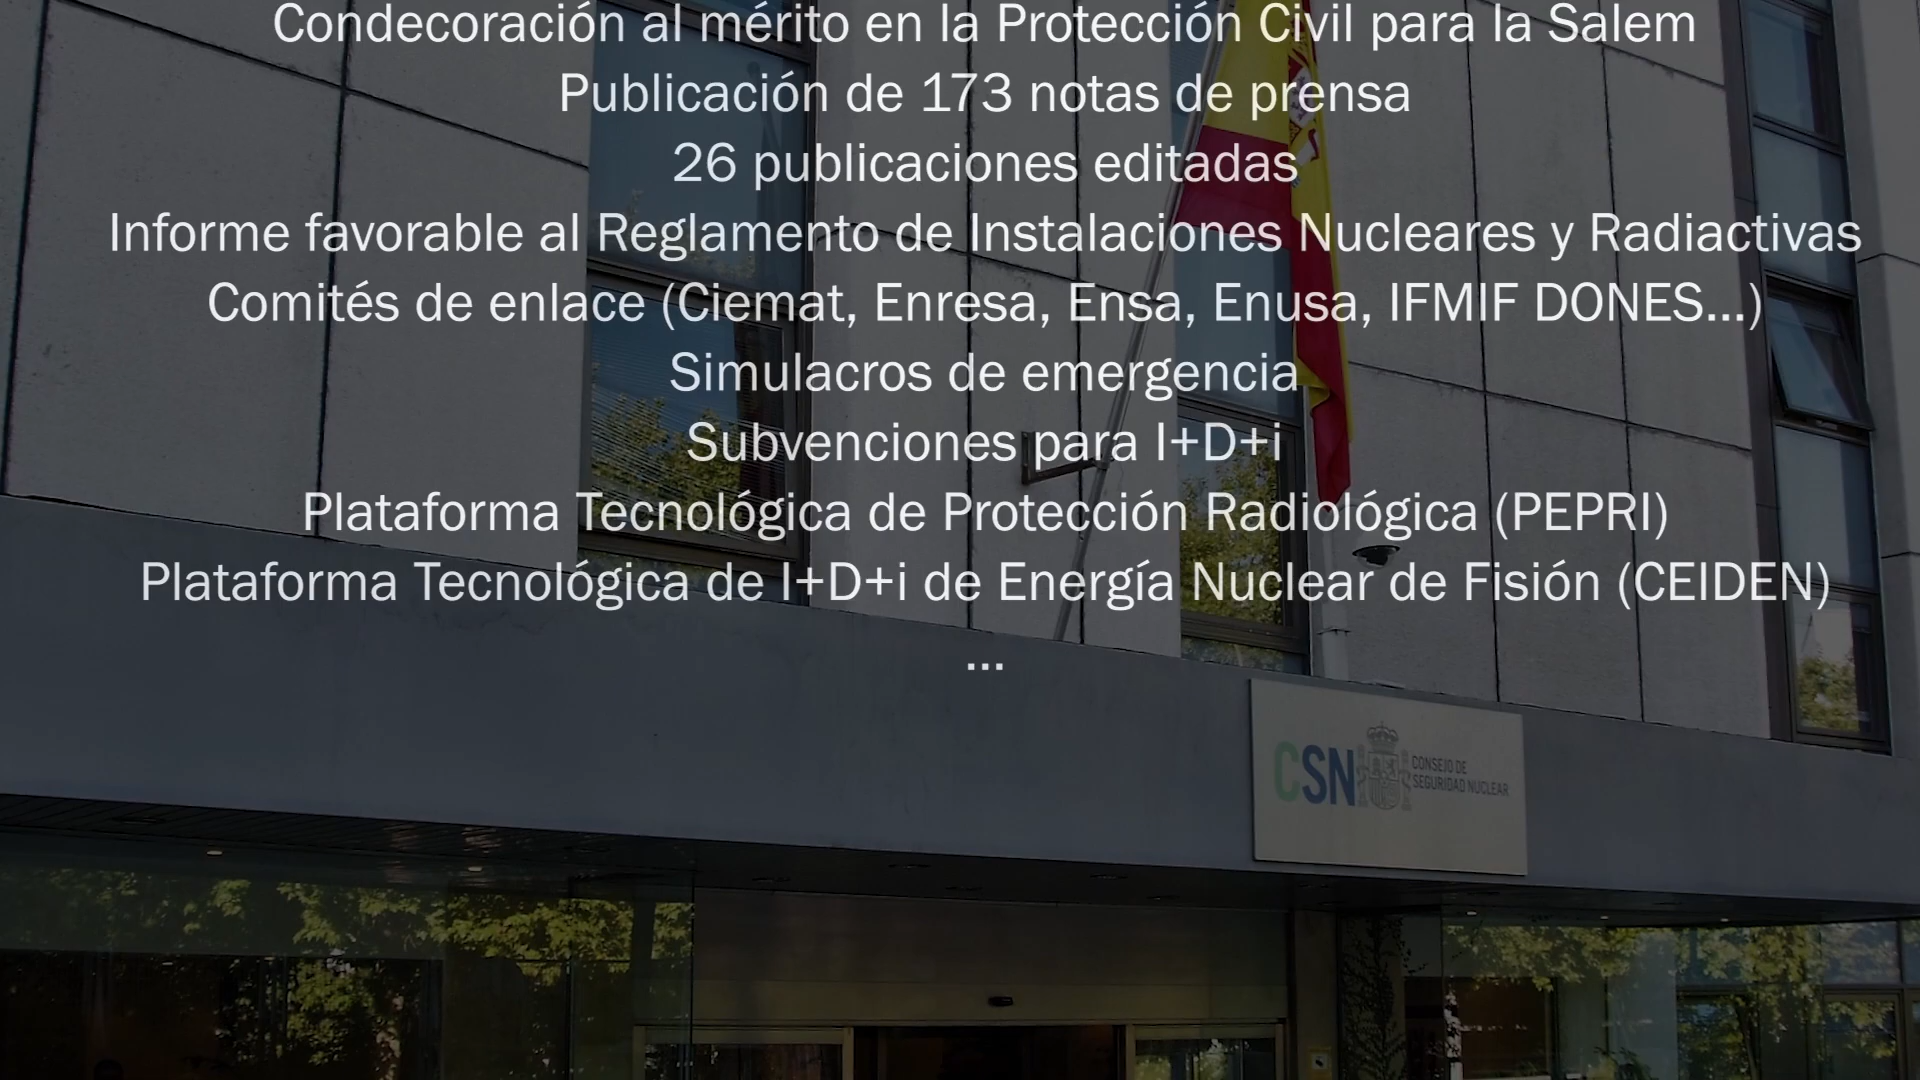 Condecoración al mérito en la Protección Civil para la Salem
Publicación de 173 notas de prensa
26 publicaciones editadas
Informe favorable al Reglamento de Instalaciones Nucleares y Radiactivas
Comités de enlace (Ciemat, Enresa, Ensa, Enusa, IFMIF DONES...)
Simulacros de emergencia
Subvenciones para I+D+i
Plataforma Tecnológica de Protección Radiológica (PEPRI)
Plataforma Tecnológica de I+D+i de Energía Nuclear de Fisión (CEIDEN)
...
CSN
CONSEJO DE
SEGURIDAD NUCLEAR